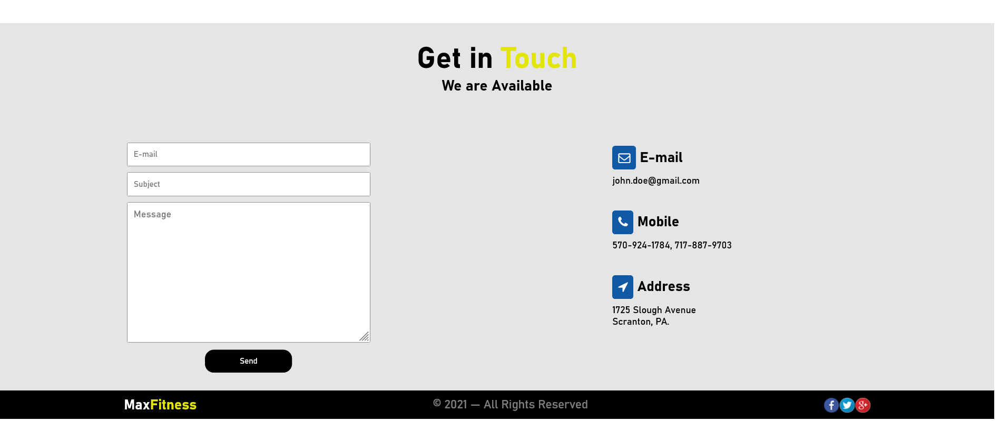 Get in Touch
We are Available
E-mail
Subject
Message
Send
E-mail
john.doe@gmail.com
Mobile
570-924-1784, 717-887-9703
Address
1725 Slough Avenue
Scranton, PA.
MaxFitness
© 2021 — All Rights Reserved